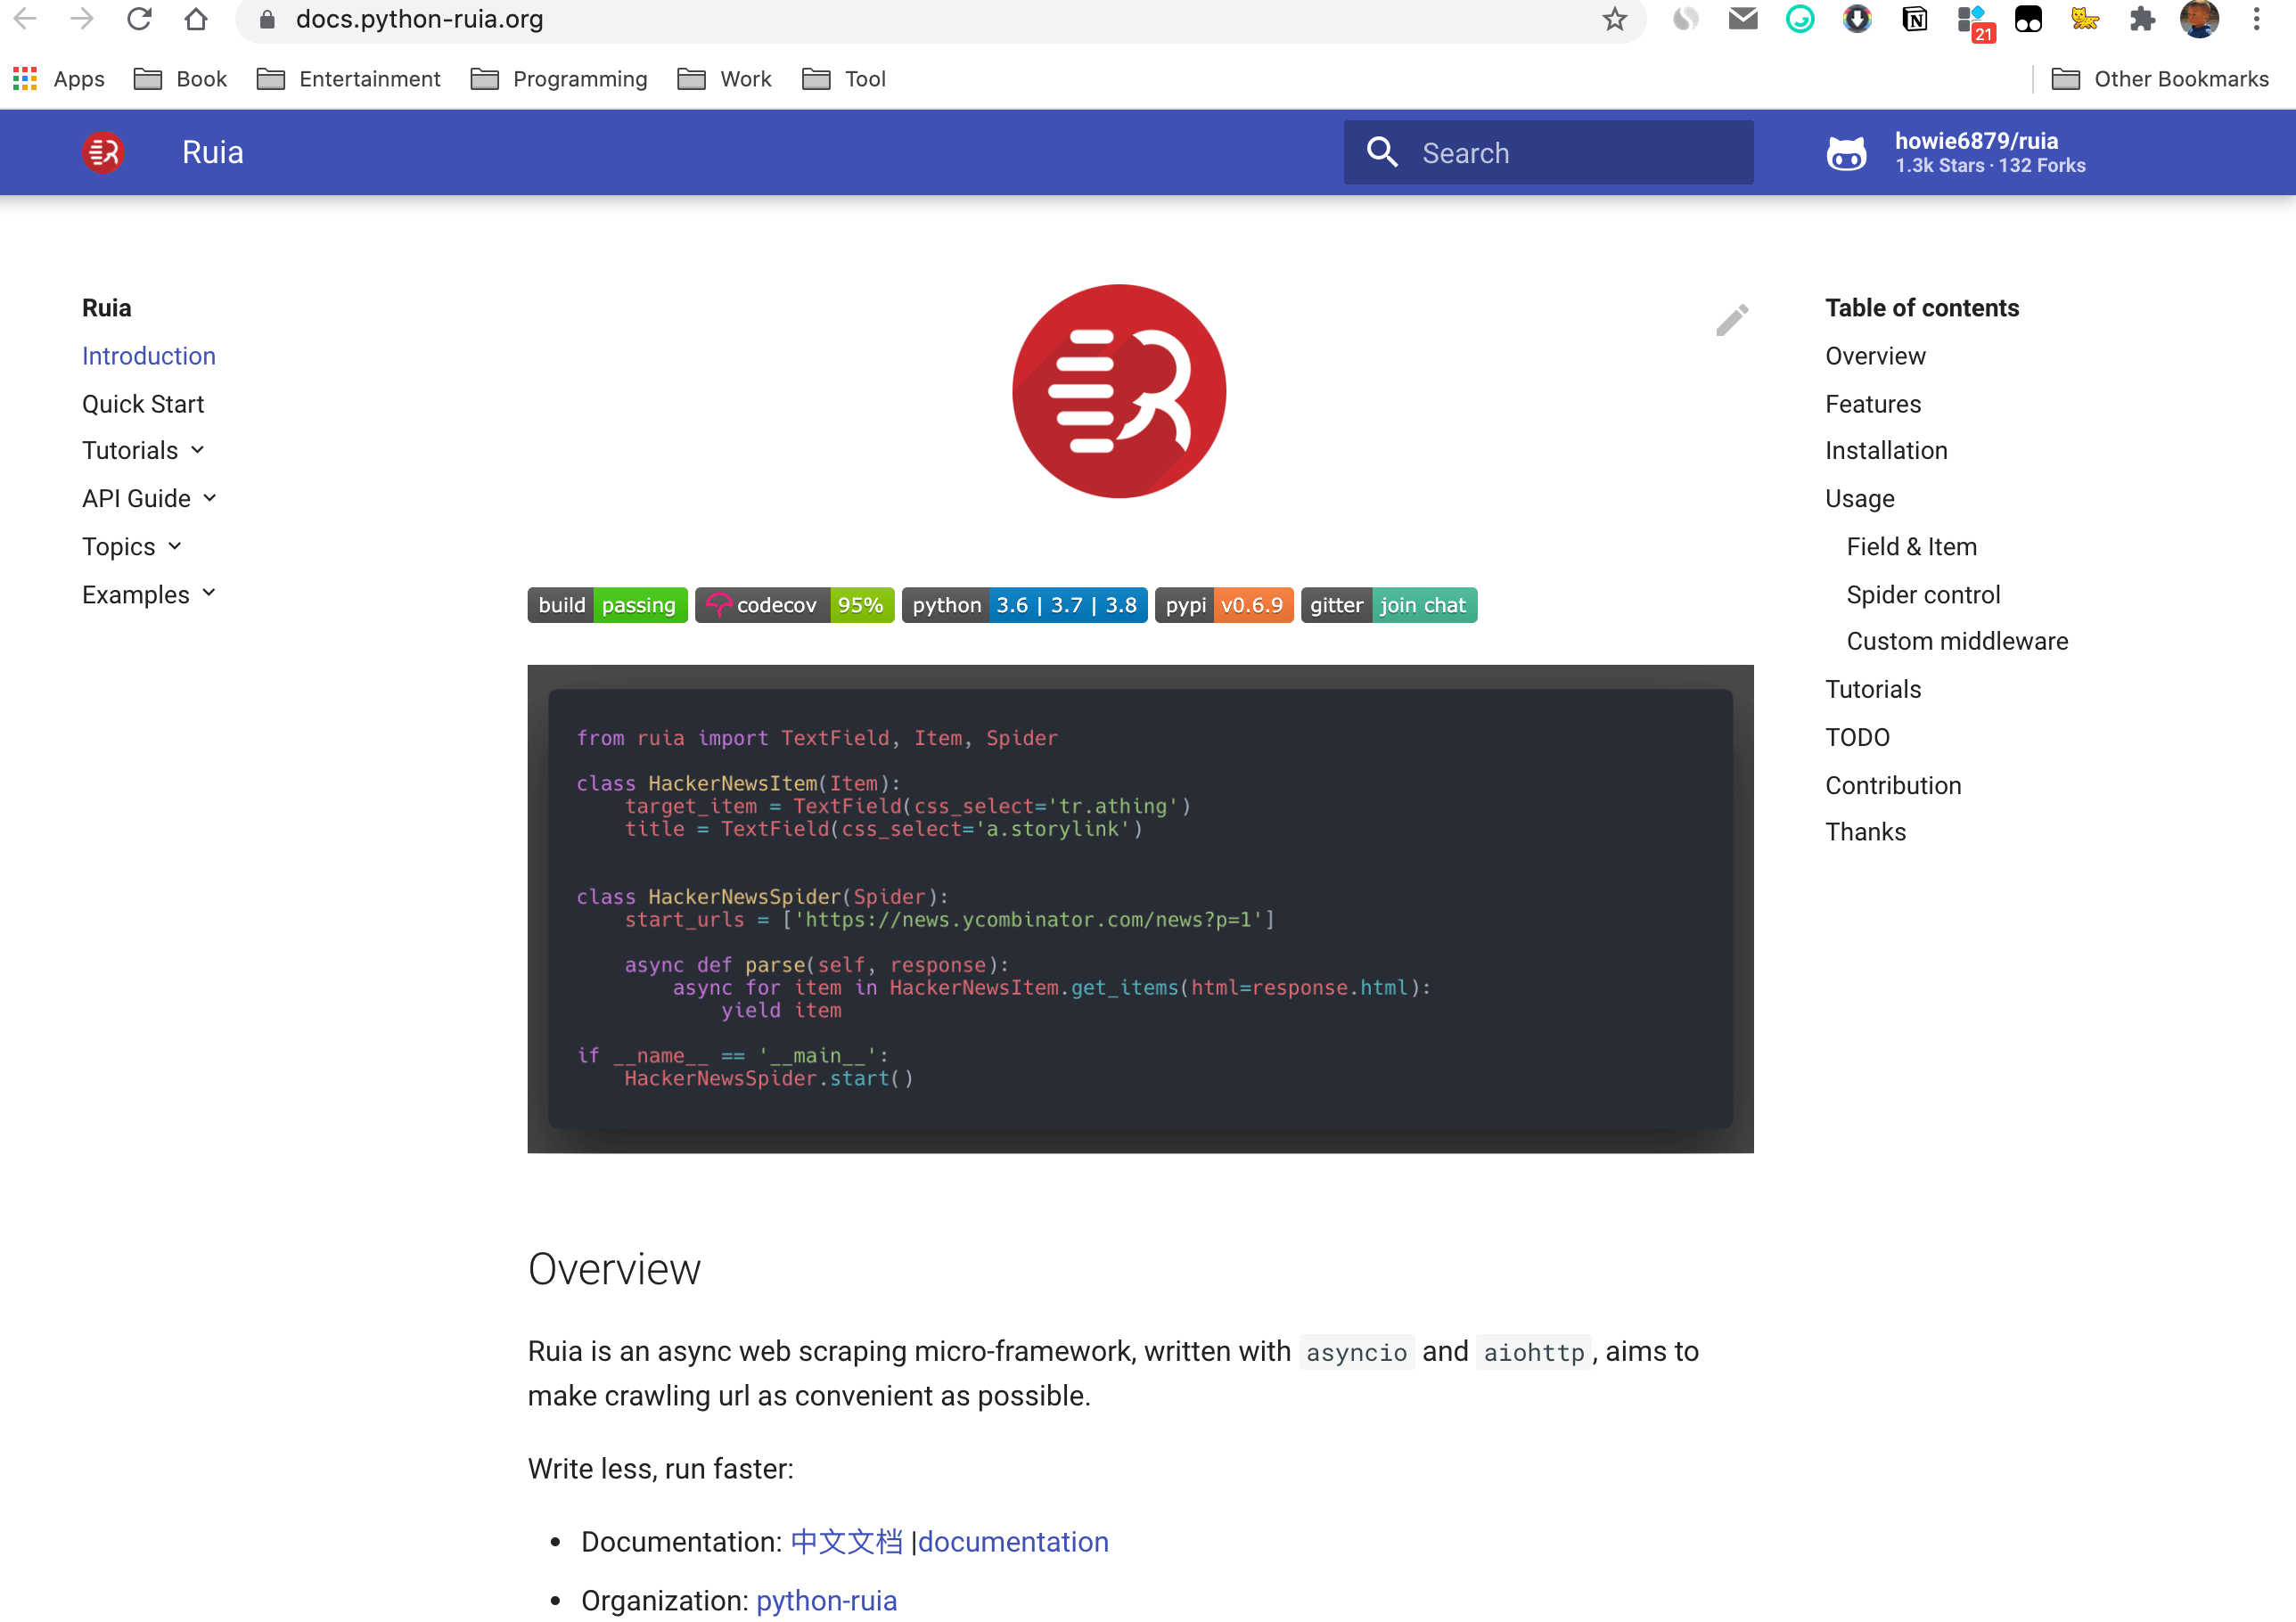 docs.python-ruia.org
21
Apps Book Entertainment Programming Work Tool Other Bookmarks
Ruia
Search
howie6879/ruia
1.3k Stars · 132 Forks
Ruia
Introduction
Quick Start
Tutorials
API Guide
Topics
Examples
build passing codecov 95% python 3.6 | 3.7 | 3.8 pypi v0.6.9 gitter join chat
from ruia import TextField, Item, Spider
class HackerNewsItem(Item):
    target_item = TextField(css_select='tr.athing')
    title = TextField(css_select='a.storylink')
class HackerNewsSpider(Spider):
    start_urls = ['https://news.ycombinator.com/news?p=1']
    async def parse(self, response):
        async for item in HackerNewsItem.get_items(html=response.html):
            yield item
if __name__ == '__main__':
    HackerNewsSpider.start()
Overview
Ruia is an async web scraping micro-framework, written with asyncio and aiohttp, aims to
make crawling url as convenient as possible.
Write less, run faster:
• Documentation: 中文文档 |documentation
• Organization: python-ruia
Table of contents
Overview
Features
Installation
Usage
Field & Item
Spider control
Custom middleware
Tutorials
TODO
Contribution
Thanks